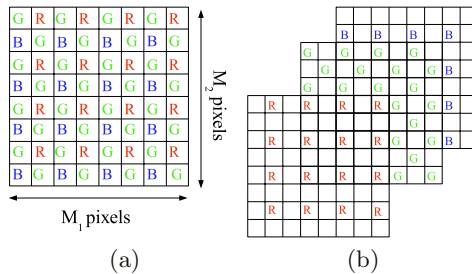 G R G R G R G R
B G B G B G B G
G R G R G R G R
B G B G B G B G
G R G R G R G R
B G B G B G B G
G R G R G R G R
B G B G B G B G
M₂ pixels
M₁ pixels
(a)
B B B B
G G G G
G G G G B
G G G G
R R R R G G B
G
R R R R G G B
G
R R R R G G
R R R R
(b)